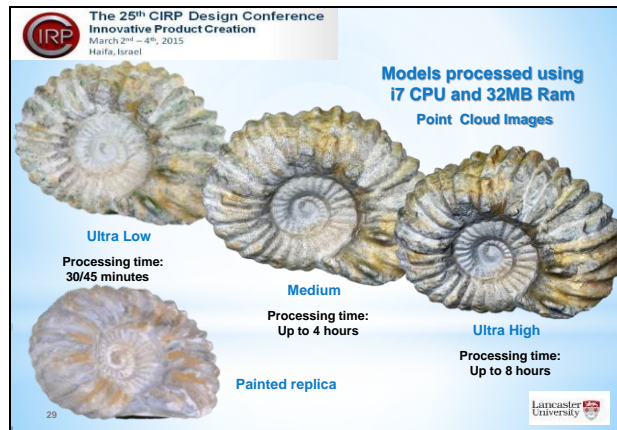 CIRP
The 25th CIRP Design Conference
Innovative Product Creation
March 2nd – 4th, 2015
Haifa, Israel
Models processed using
i7 CPU and 32MB Ram
Point Cloud Images
Ultra Low
Processing time:
30/45 minutes
Medium
Processing time:
Up to 4 hours
Ultra High
Processing time:
Up to 8 hours
Painted replica
29
Lancaster
University